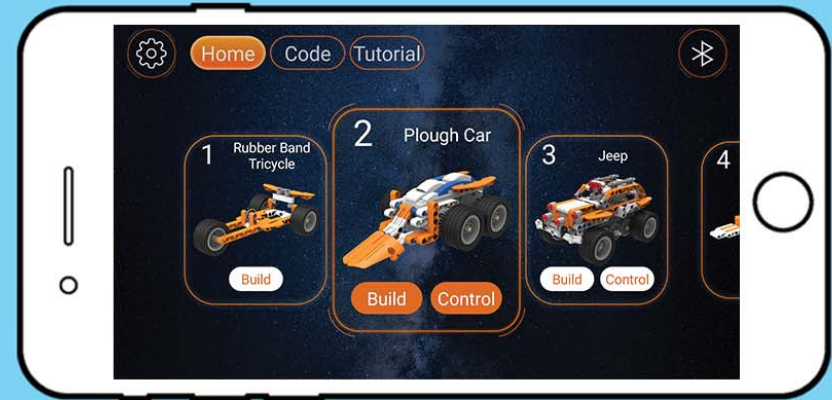 Home Code Tutorial
1 Rubber Band
Tricycle
Build
2 Plough Car
Build Control
3 Jeep
Build Control
4